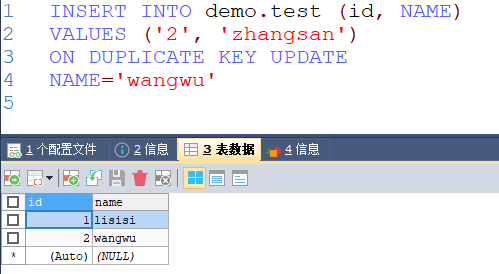 1 INSERT INTO demo.test (id, NAME)
2 VALUES ('2', 'zhangsan')
3 ON DUPLICATE KEY UPDATE
4 NAME='wangwu'
5
1 个配置文件 2 信息 3 表数据 4 信息
id name
1 lisisi
2 wangwu
* (Auto) (NULL)